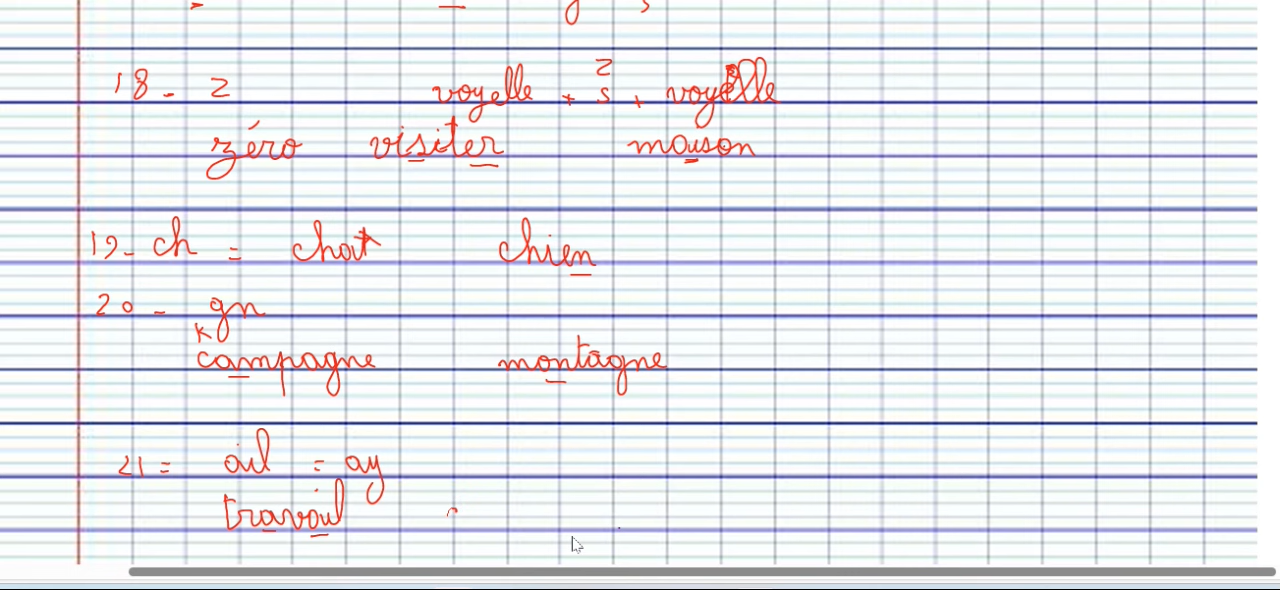 18 - z voyelle + s + voyelle
z
zéro visiter maison
19 - ch = chat chien
20 - gn
k
campagne montagne
21 = ail = ay
travail